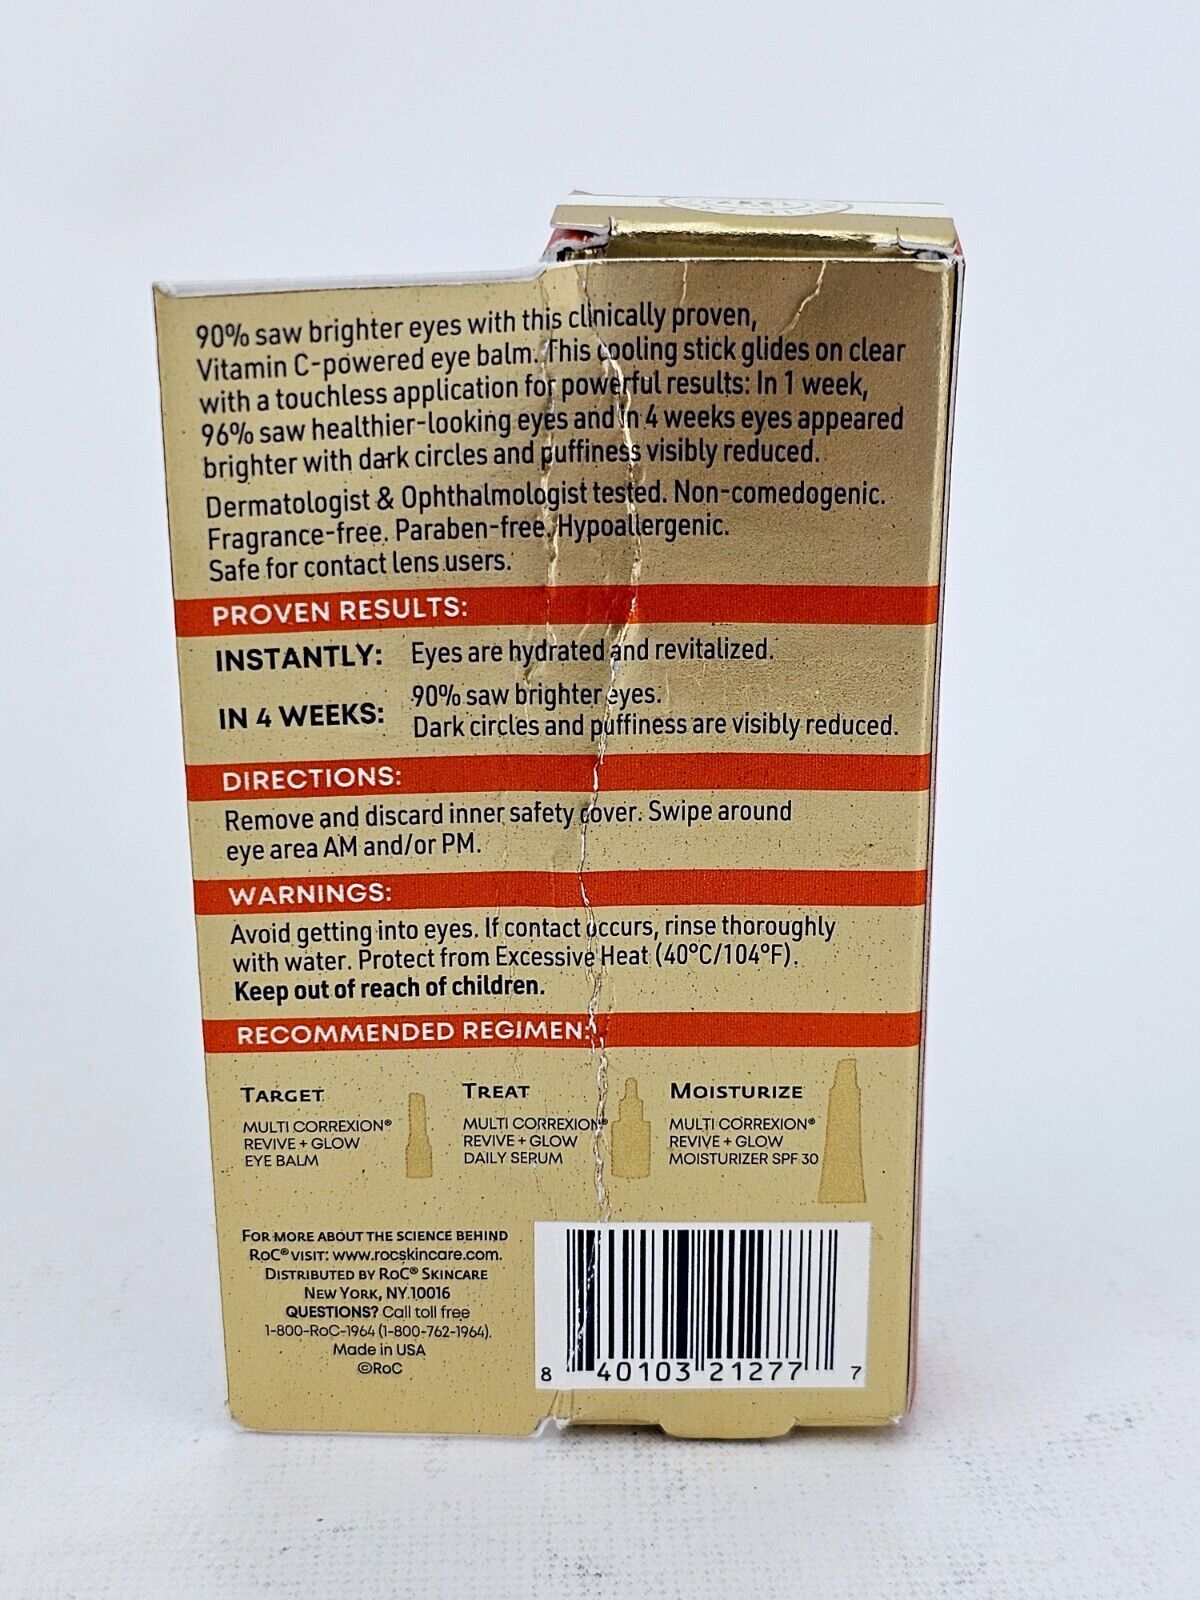 90% saw brighter eyes with this clinically proven,
Vitamin C-powered eye balm. This cooling stick glides on clear
with a touchless application for powerful results: In 1 week,
96% saw healthier-looking eyes and in 4 weeks eyes appeared
brighter with dark circles and puffiness visibly reduced.
Dermatologist & Ophthalmologist tested. Non-comedogenic.
Fragrance-free. Paraben-free. Hypoallergenic.
Safe for contact lens users.
PROVEN RESULTS:
INSTANTLY: Eyes are hydrated and revitalized.
IN 4 WEEKS: 90% saw brighter eyes.
Dark circles and puffiness are visibly reduced.
DIRECTIONS:
Remove and discard inner safety cover. Swipe around
eye area AM and/or PM.
WARNINGS:
Avoid getting into eyes. If contact occurs, rinse thoroughly
with water. Protect from Excessive Heat (40°C/104°F).
Keep out of reach of children.
RECOMMENDED REGIMEN:
TARGET
MULTI CORREXION®
REVIVE + GLOW
EYE BALM
TREAT
MULTI CORREXION®
REVIVE + GLOW
DAILY SERUM
MOISTURIZE
MULTI CORREXION®
REVIVE + GLOW
MOISTURIZER SPF 30
FOR MORE ABOUT THE SCIENCE BEHIND
RoC® VISIT: www.rocskincare.com.
DISTRIBUTED BY RoC® SKINCARE
NEW YORK, NY 10016
QUESTIONS? Call toll free
1-800-RoC-1964 (1-800-762-1964).
Made in USA
©RoC
8 40103 21277 7